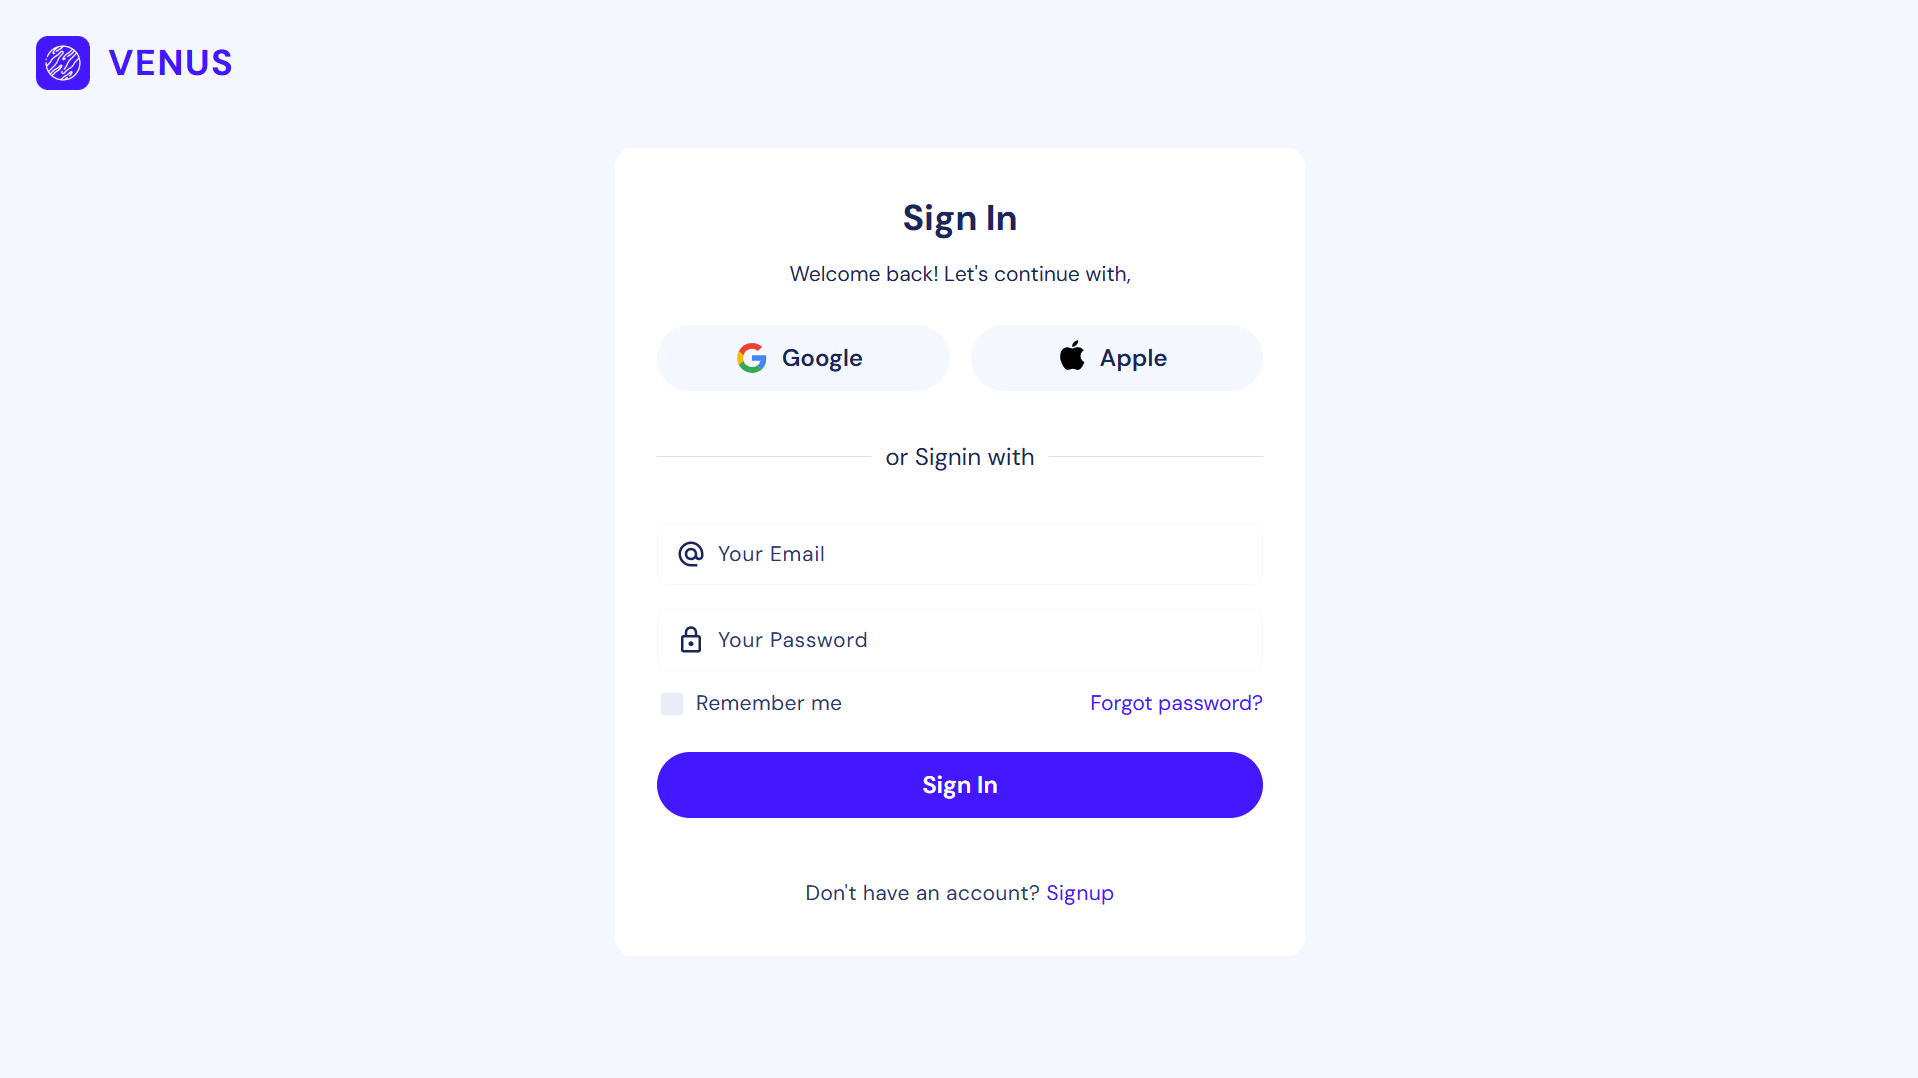 VENUS
Sign In
Welcome back! Let's continue with,
Google
Apple
or Signin with
Your Email
Your Password
Remember me
Forgot password?
Sign In
Don't have an account? Signup